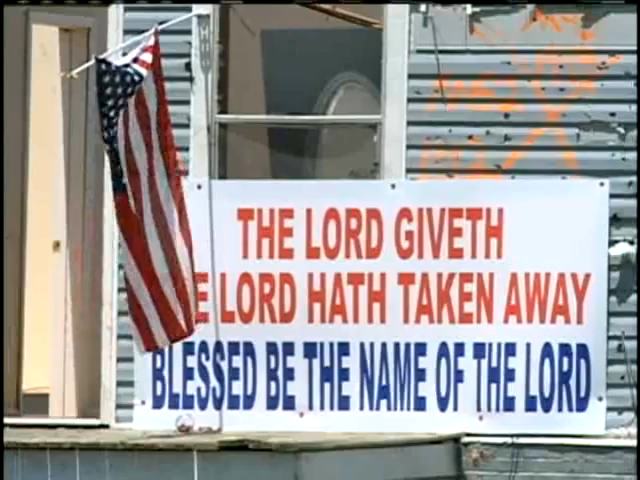 THE LORD GIVETH
E LORD HATH TAKEN AWAY
BLESSED BE THE NAME OF THE LORD